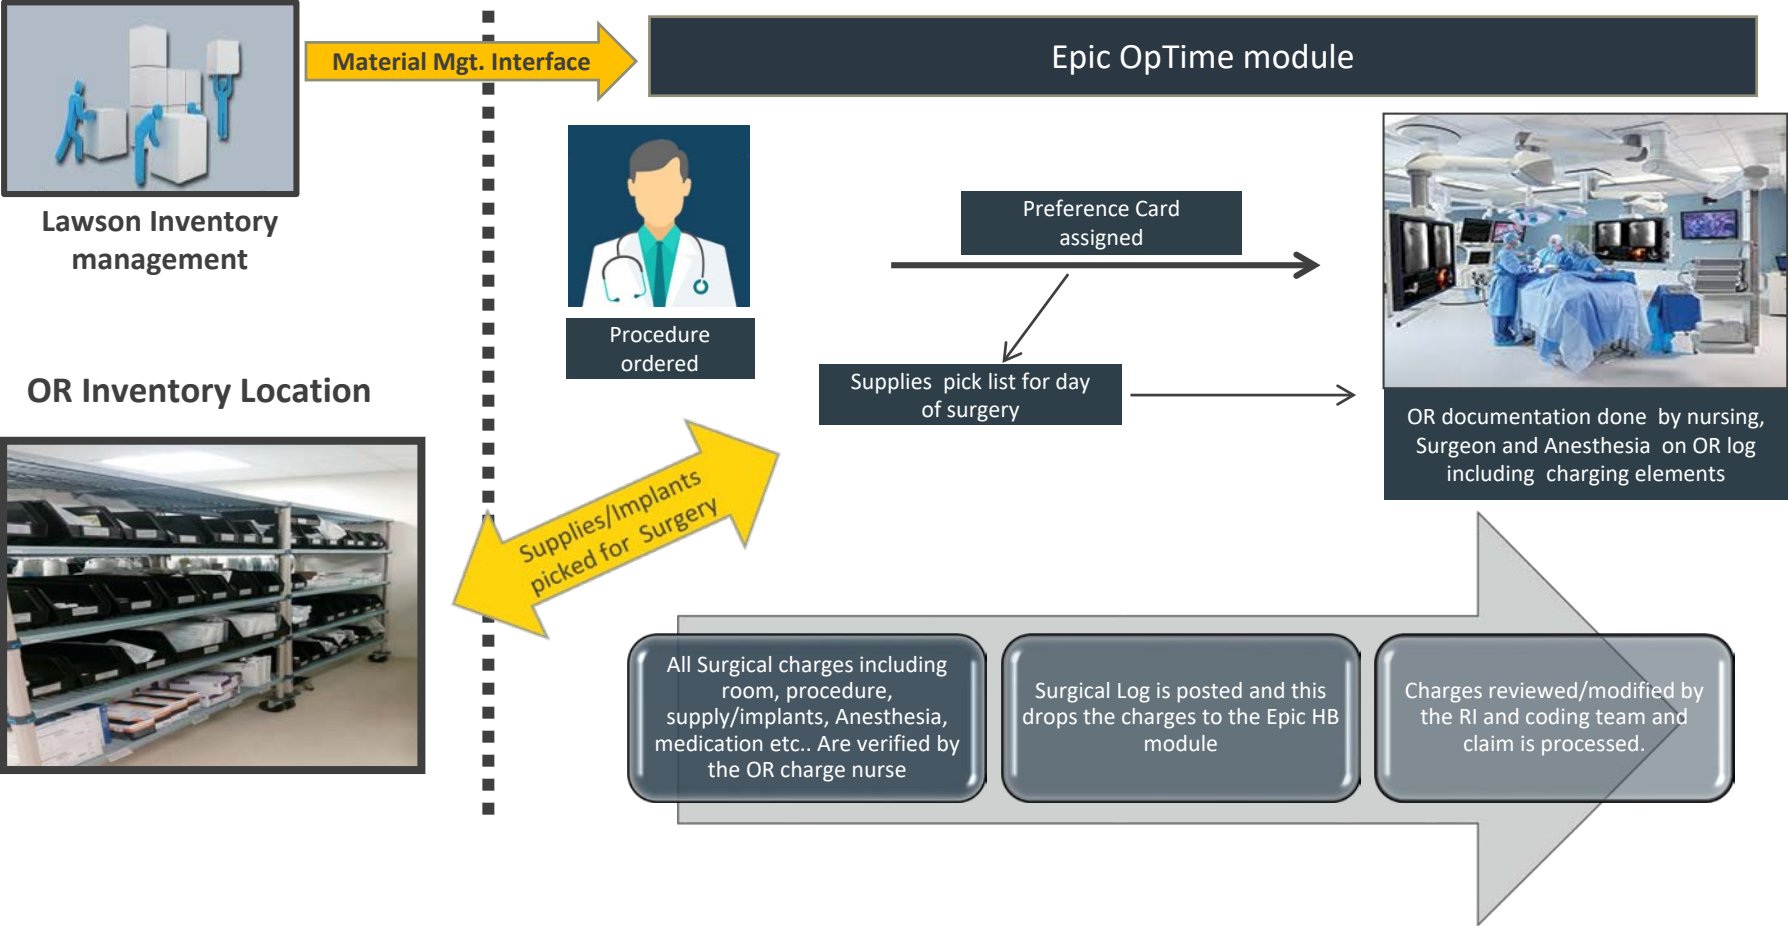 Material Mgt. Interface
Epic OpTime module
Lawson Inventory
management
Procedure
ordered
Preference Card
assigned
Supplies  pick list for day
of surgery
OR documentation done  by nursing,
Surgeon and Anesthesia  on OR log
including  charging elements
OR Inventory Location
Supplies/Implants
picked for  Surgery
All Surgical charges including
room, procedure,
supply/implants, Anesthesia,
medication etc.. Are verified by
the OR charge nurse
Surgical Log is posted and this
drops the charges to the Epic HB
module
Charges reviewed/modified by
the RI and coding team and
claim is processed.